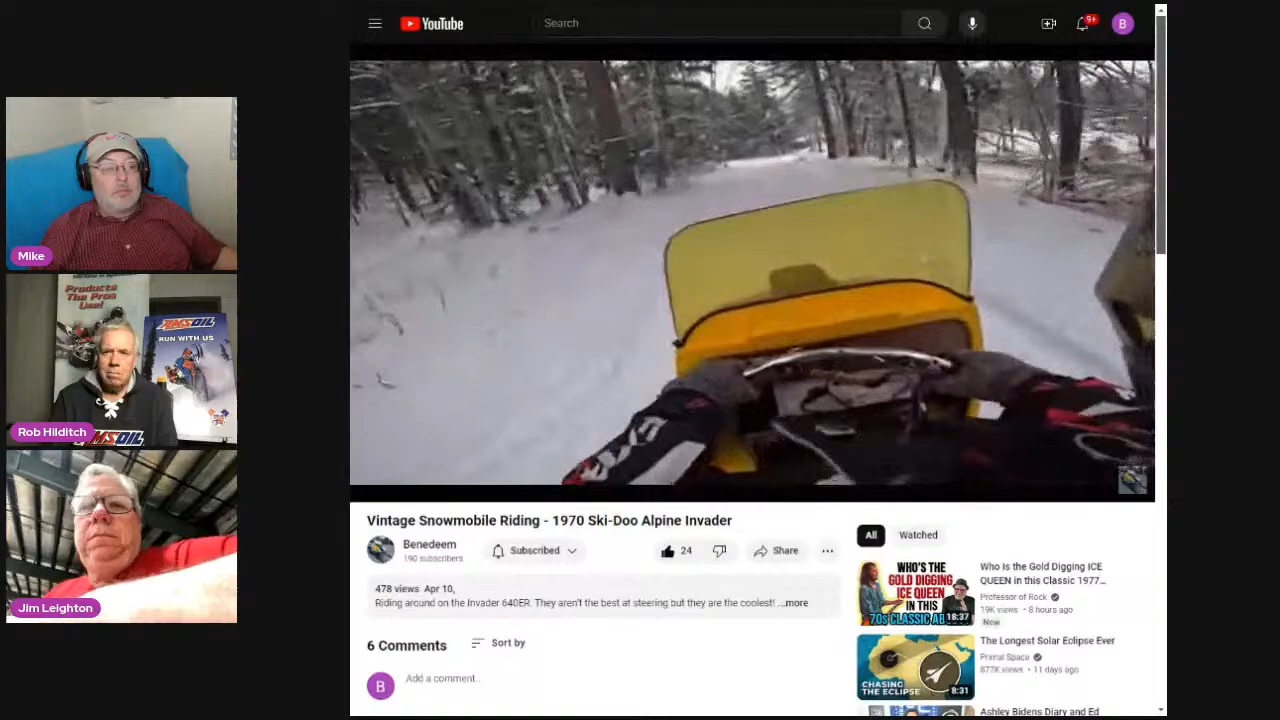 YouTube
Search
9+
B
Mike
Products
The Pros
Use!
AMSOIL
RUN WITH US
Rob Hilditch
AMSOIL
Jim Leighton
FXR
Vintage Snowmobile Riding - 1970 Ski-Doo Alpine Invader
Benedeem
190 subscribers
Subscribed
24
Share
478 views Apr 10,
Riding around on the Invader 640ER. They aren't the best at steering but they are the coolest! ...more
6 Comments
Sort by
B
Add a comment..
All
Watched
WHO'S THE
GOLD DIGGING
ICE
QUEEN
IN THIS
70s CLASSIC
18:37
Who Is the Gold Digging ICE
QUEEN in this Classic 1977...
Professor of Rock
19K views • 8 hours ago
New
CHASING
THE ECLIPSE
8:31
The Longest Solar Eclipse Ever
Primal Space
877K views • 11 days ago
Ashley Bidens Diary and Ed